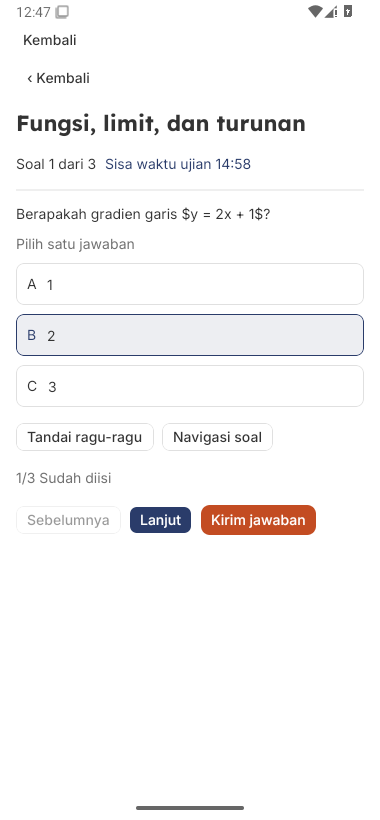 12:47
Kembali
‹ Kembali
Fungsi, limit, dan turunan
Soal 1 dari 3 Sisa waktu ujian 14:58
Berapakah gradien garis $y = 2x + 1$?
Pilih satu jawaban
A 1
B 2
C 3
Tandai ragu-ragu Navigasi soal
1/3 Sudah diisi
Sebelumnya Lanjut Kirim jawaban